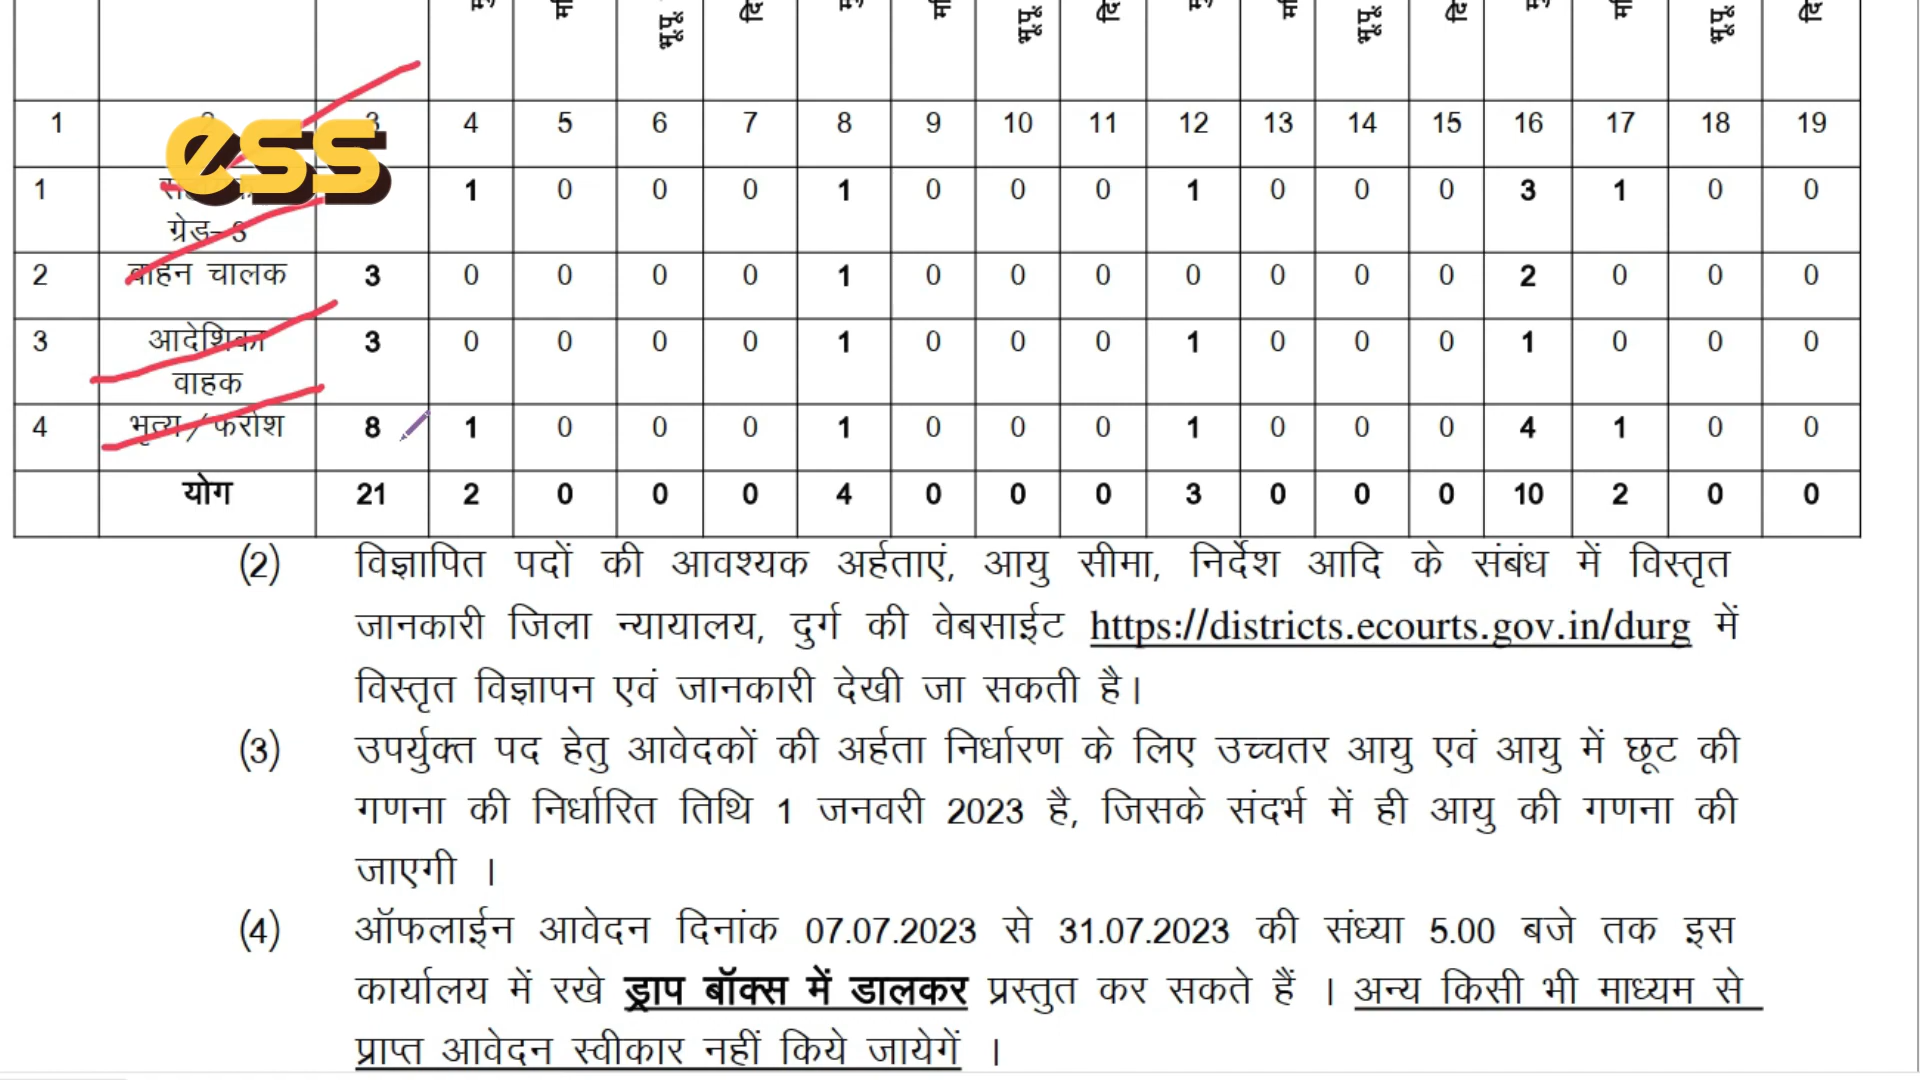 मु म भू.पू. दि मु म भू.पू. दि मु म भू.पू. दि मु म भू.पू. दि
1 3 4 5 6 7 8 9 10 11 12 13 14 15 16 17 18 19
ess
1 1 0 0 0 1 0 0 0 1 0 0 0 3 1 0 0
ग्रेड–3
2 वाहन चालक 3 0 0 0 0 1 0 0 0 0 0 0 0 2 0 0 0
3 आदेशिका वाहक 3 0 0 0 0 1 0 0 0 1 0 0 0 1 0 0 0
4 भृत्य/फर्राश 8 1 0 0 0 1 0 0 0 1 0 0 0 4 1 0 0
योग 21 2 0 0 0 4 0 0 0 3 0 0 0 10 2 0 0
(2) विज्ञापित पदों की आवश्यक अर्हताएं, आयु सीमा, निर्देश आदि के संबंध में विस्तृत
जानकारी जिला न्यायालय, दुर्ग की वेबसाईट https://districts.ecourts.gov.in/durg में
विस्तृत विज्ञापन एवं जानकारी देखी जा सकती है।
(3) उपर्युक्त पद हेतु आवेदकों की अर्हता निर्धारण के लिए उच्चतर आयु एवं आयु में छूट की
गणना की निर्धारित तिथि 1 जनवरी 2023 है, जिसके संदर्भ में ही आयु की गणना की
जाएगी ।
(4) ऑफलाईन आवेदन दिनांक 07.07.2023 से 31.07.2023 की संध्या 5.00 बजे तक इस
कार्यालय में रखे ड्राप बॉक्स में डालकर प्रस्तुत कर सकते हैं । अन्य किसी भी माध्यम से
प्राप्त आवेदन स्वीकार नहीं किये जायेगें ।